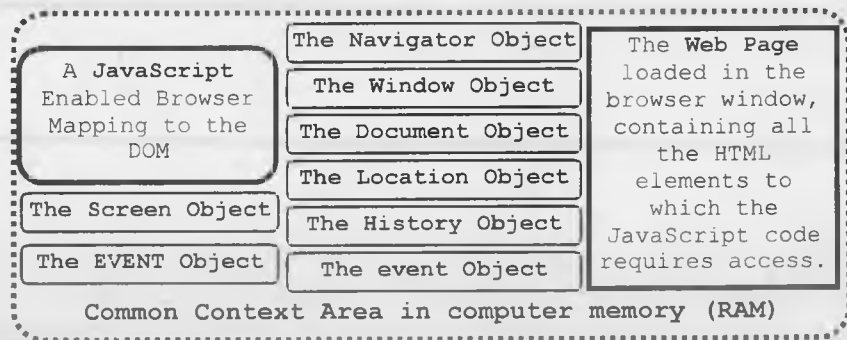 A JavaScript
Enabled Browser
Mapping to the
DOM
The Screen Object
The EVENT Object
The Navigator Object
The Window Object
The Document Object
The Location Object
The History Object
The event Object
The Web Page
loaded in the
browser window,
containing all
the HTML
elements to
which the
JavaScript code
requires access.
Common Context Area in computer memory (RAM)